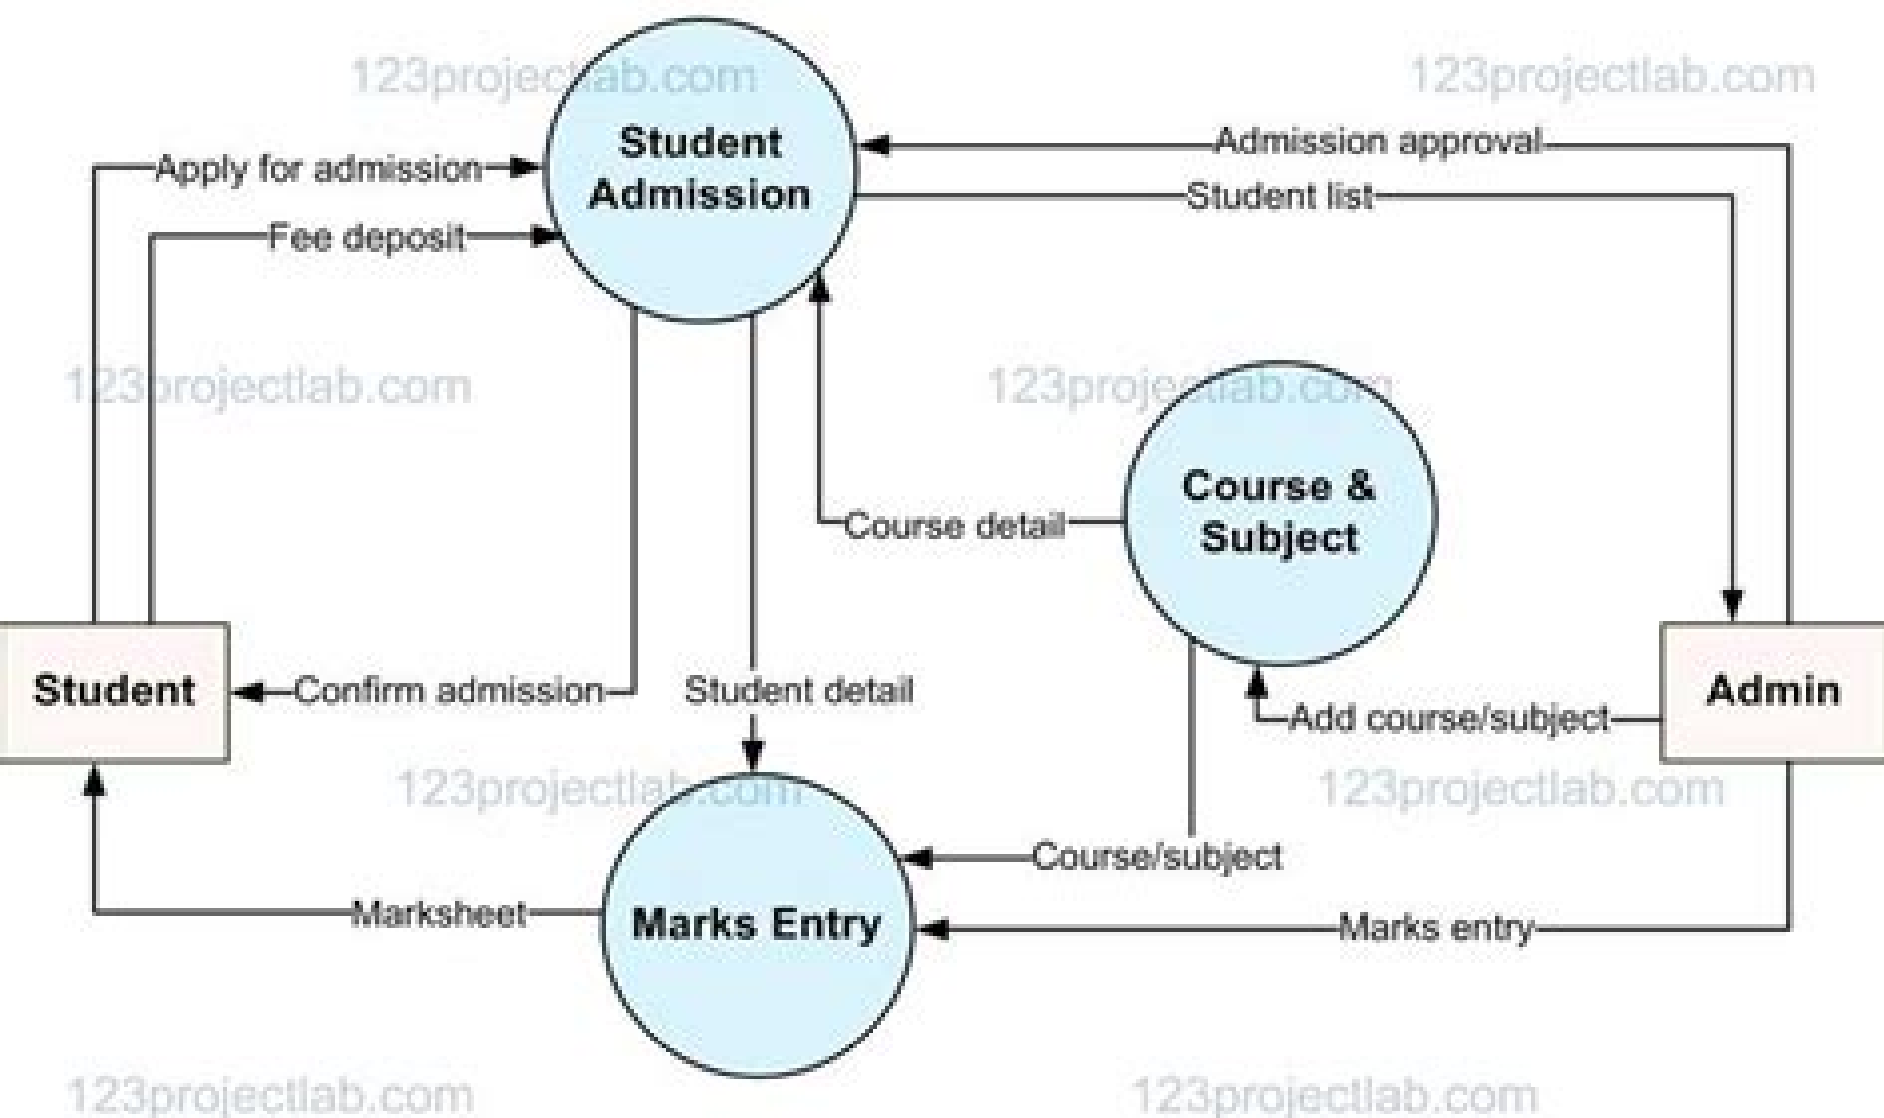 123projectlab.com
123projectlab.com
Student
Admission
Admission approval
Apply for admission
Student list
Fee deposit
123projectlab.com
123projectlab.com
Course &
Subject
Course detail
Student
Confirm admission
Student detail
Add course/subject
Admin
123projectlab.com
123projectlab.com
Course/subject
Marksheet
Marks Entry
Marks entry
123projectlab.com
123projectlab.com